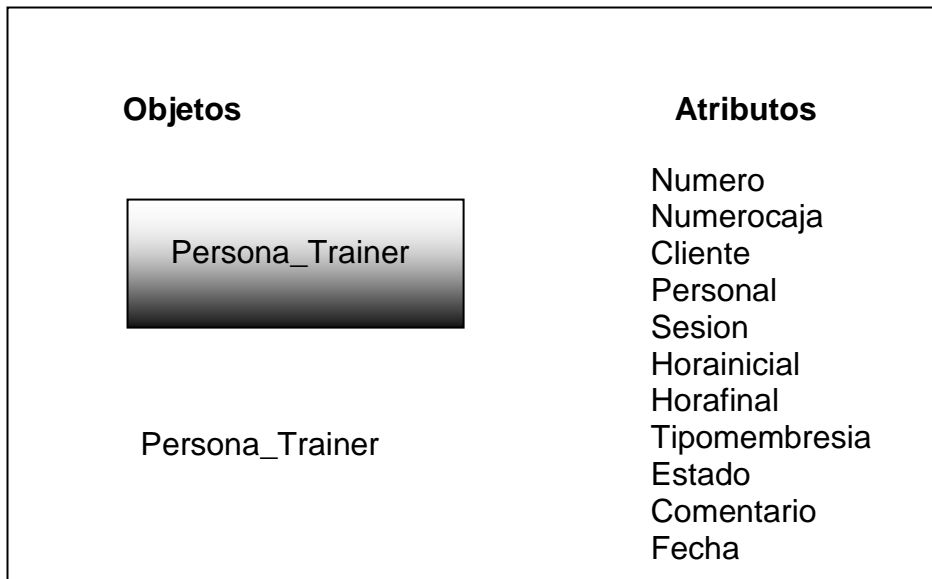 Objetos
Atributos
Persona_Trainer
Persona_Trainer
Numero
Numerocaja
Cliente
Personal
Sesion
Horainicial
Horafinal
Tipomembresia
Estado
Comentario
Fecha